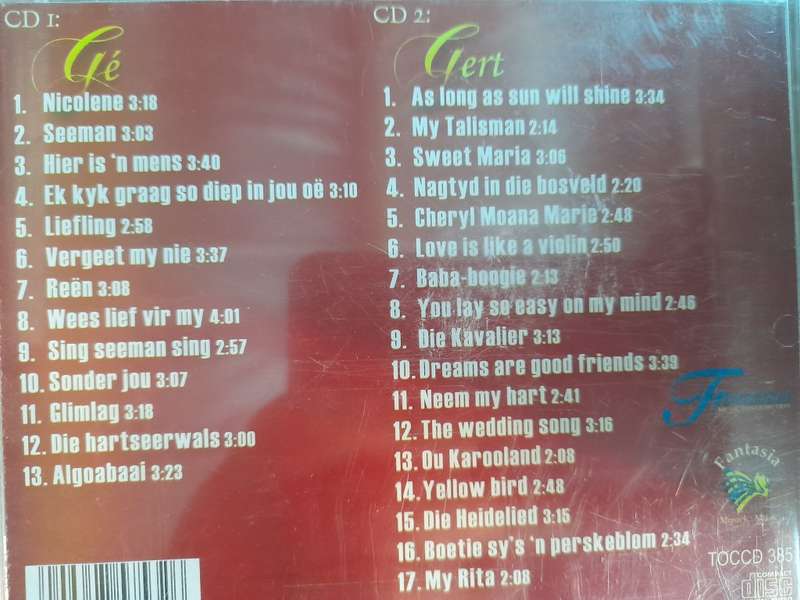 CD 1:
Gé
1. Nicolene 3:18
2. Seeman 3:03
3. Hier is 'n mens 3:40
4. Ek kyk graag so diep in jou oë 3:10
5. Liefling 2:58
6. Vergeet my nie 3:37
7. Reën 3:08
8. Wees lief vir my 4:01
9. Sing seeman sing 2:57
10. Sonder jou 3:07
11. Glimlag 3:18
12. Die hartseerwals 3:00
13. Algoabaai 3:23
CD 2:
Gert
1. As long as sun will shine 3:34
2. My Talisman 2:14
3. Sweet Maria 3:06
4. Nagtyd in die bosveld 2:20
5. Cheryl Moana Marie 2:48
6. Love is like a violin 2:50
7. Baba-boogie 2:13
8. You lay so easy on my mind 2:46
9. Die Kavalier 3:13
10. Dreams are good friends 3:39
11. Neem my hart 2:41
12. The wedding song 3:16
13. Ou Karooland 2:08
14. Yellow bird 2:48
15. Die Heidelied 3:15
16. Boetie sy's 'n perskeblom 2:34
17. My Rita 2:08
Fantasia
TOCCD 385
COMPACT
disc